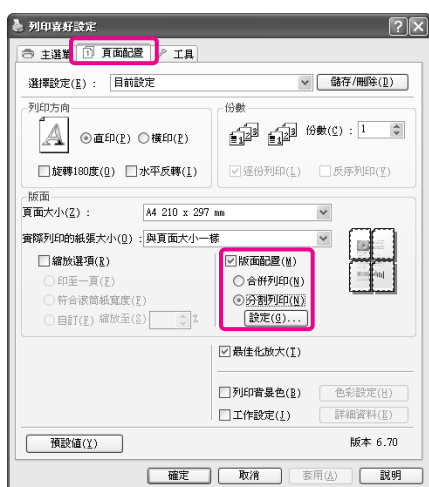 列印喜好設定
主選單 頁面配置 工具
選擇設定(E)： 目前設定 儲存/刪除(D)
列印方向 份數
直印(P) 橫印(P) 份數(C)：1
旋轉180度(0) 水平反轉(I) 逐份列印(L) 反序列印(Y)
版面
頁面大小(Z)： A4 210 x 297 mm
實際列印的紙張大小(O)：與頁面大小一樣
縮放選項(R) 版面配置(M)
印至一頁(F) 合併列印(N)
符合滾筒紙寬度(E) 分割列印(N)
自訂(F) 縮放至(S) % 設定(G)...
最佳化放大(T)
列印背景色(B) 色彩設定(H)
工作設定(J) 詳細資料(K)
預設值(Y) 版本 6.70
確定 取消 套用(A) 說明